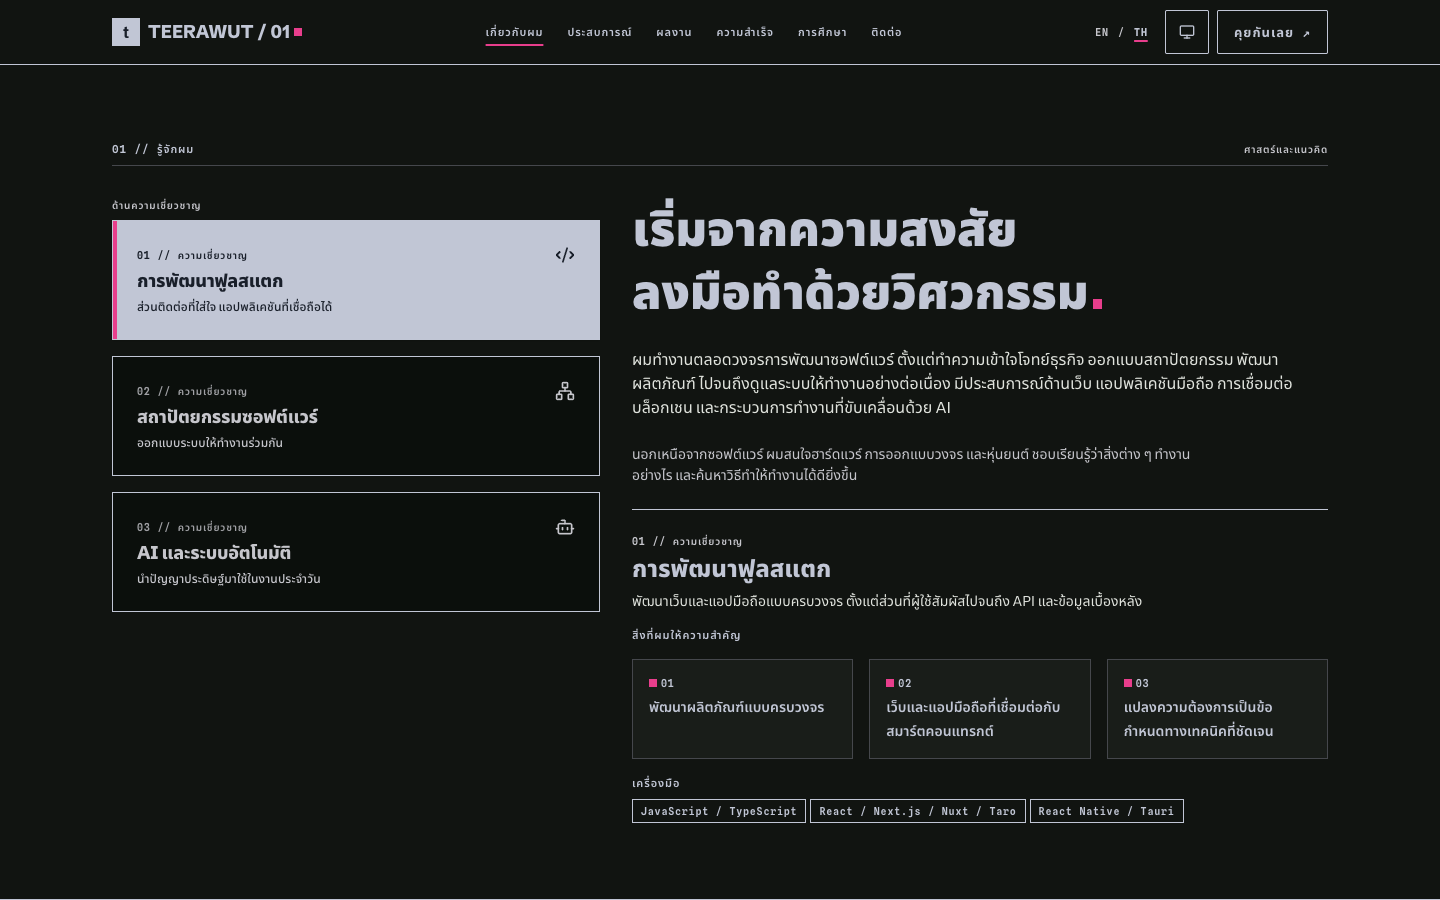 t TEERAWUT / 01
เกี่ยวกับผม ประสบการณ์ ผลงาน ความสำเร็จ การศึกษา ติดต่อ
EN / TH
คุยกันเลย ↗
01 // รู้จักผม
ศาสตร์และแนวคิด
ด้านความเชี่ยวชาญ
01 // ความเชี่ยวชาญ
การพัฒนาฟูลสแตก
ส่วนติดต่อที่ใส่ใจ แอปพลิเคชันที่เชื่อถือได้
02 // ความเชี่ยวชาญ
สถาปัตยกรรมซอฟต์แวร์
ออกแบบระบบให้ทำงานร่วมกัน
03 // ความเชี่ยวชาญ
AI และระบบอัตโนมัติ
นำปัญญาประดิษฐ์มาใช้ในงานประจำวัน
เริ่มจากความสงสัย
ลงมือทำด้วยวิศวกรรม
ผมทำงานตลอดวงจรการพัฒนาซอฟต์แวร์ ตั้งแต่ทำความเข้าใจโจทย์ธุรกิจ ออกแบบสถาปัตยกรรม พัฒนา
ผลิตภัณฑ์ ไปจนถึงดูแลระบบให้ทำงานอย่างต่อเนื่อง มีประสบการณ์ด้านเว็บ แอปพลิเคชันมือถือ การเชื่อมต่อ
บล็อกเชน และกระบวนการทำงานที่ขับเคลื่อนด้วย AI
นอกเหนือจากซอฟต์แวร์ ผมสนใจฮาร์ดแวร์ การออกแบบวงจร และหุ่นยนต์ ชอบเรียนรู้ว่าสิ่งต่าง ๆ ทำงาน
อย่างไร และค้นหาวิธีทำให้ทำงานได้ดียิ่งขึ้น
01 // ความเชี่ยวชาญ
การพัฒนาฟูลสแตก
พัฒนาเว็บและแอปมือถือแบบครบวงจร ตั้งแต่ส่วนที่ผู้ใช้สัมผัสไปจนถึง API และข้อมูลเบื้องหลัง
สิ่งที่ผมให้ความสำคัญ
01
พัฒนาผลิตภัณฑ์แบบครบวงจร
02
เว็บและแอปมือถือที่เชื่อมต่อกับ
สมาร์ตคอนแทรกต์
03
แปลงความต้องการเป็นข้อ
กำหนดทางเทคนิคที่ชัดเจน
เครื่องมือ
JavaScript / TypeScript
React / Next.js / Nuxt / Taro
React Native / Tauri